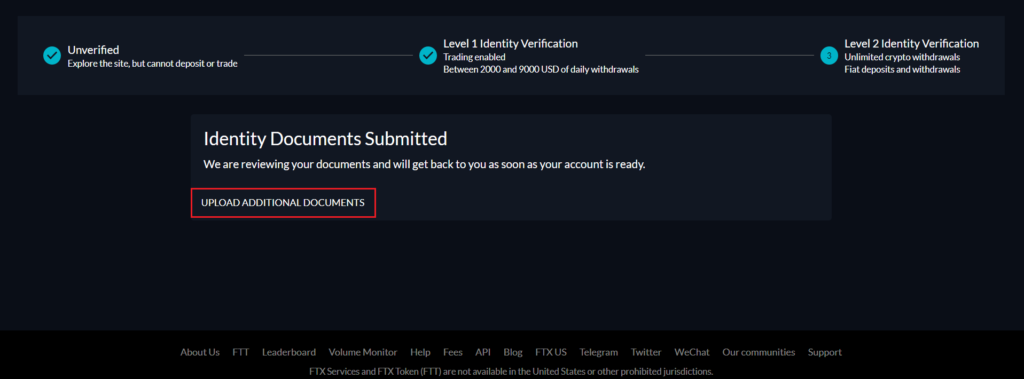 Unverified
Explore the site, but cannot deposit or trade
Level 1 Identity Verification
Trading enabled
Between 2000 and 9000 USD of daily withdrawals
3
Level 2 Identity Verification
Unlimited crypto withdrawals
Fiat deposits and withdrawals
Identity Documents Submitted
We are reviewing your documents and will get back to you as soon as your account is ready.
UPLOAD ADDITIONAL DOCUMENTS
About Us FTT Leaderboard Volume Monitor Help Fees API Blog FTX US Telegram Twitter WeChat Our communities Support
FTX Services and FTX Token (FTT) are not available in the United States or other prohibited jurisdictions.